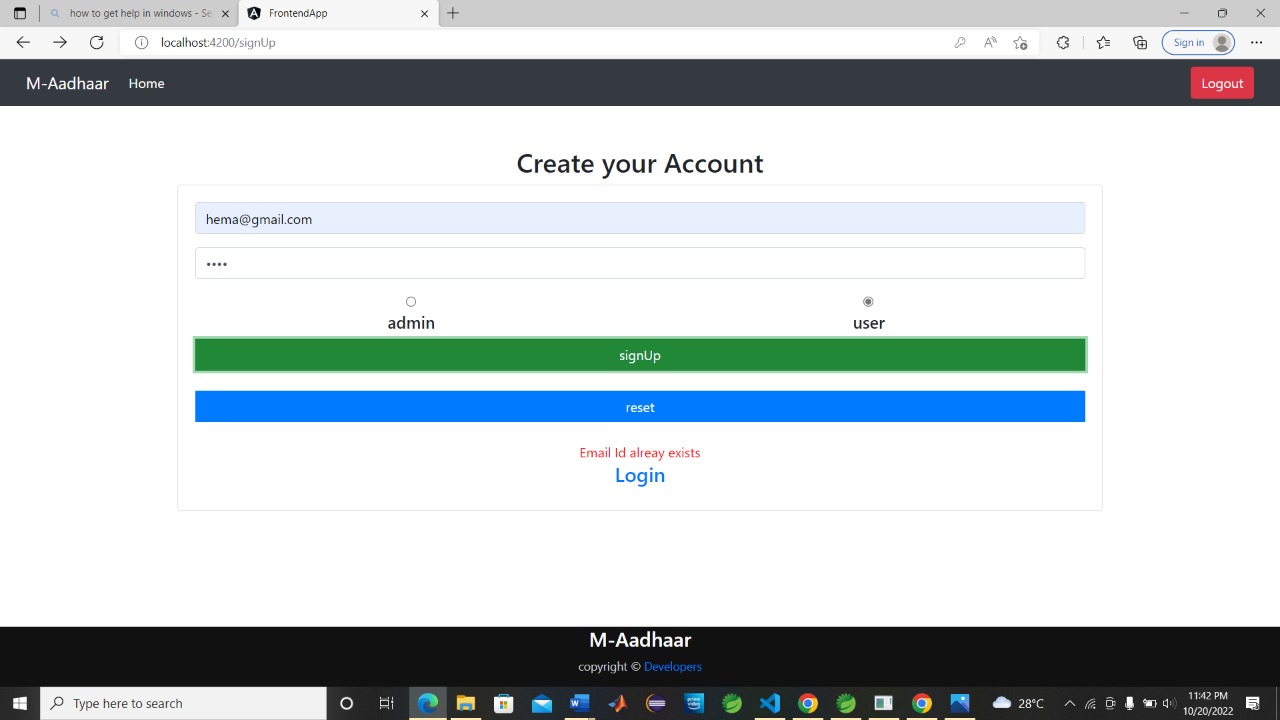 how to get help in windows - Se
FrontendApp
localhost:4200/signUp
Sign in
M-Aadhaar Home Logout
Create your Account
hema@gmail.com
••••
admin user
signUp
reset
Email Id alreay exists
Login
M-Aadhaar
copyright © Developers
Type here to search
28°C
11:42 PM
10/20/2022